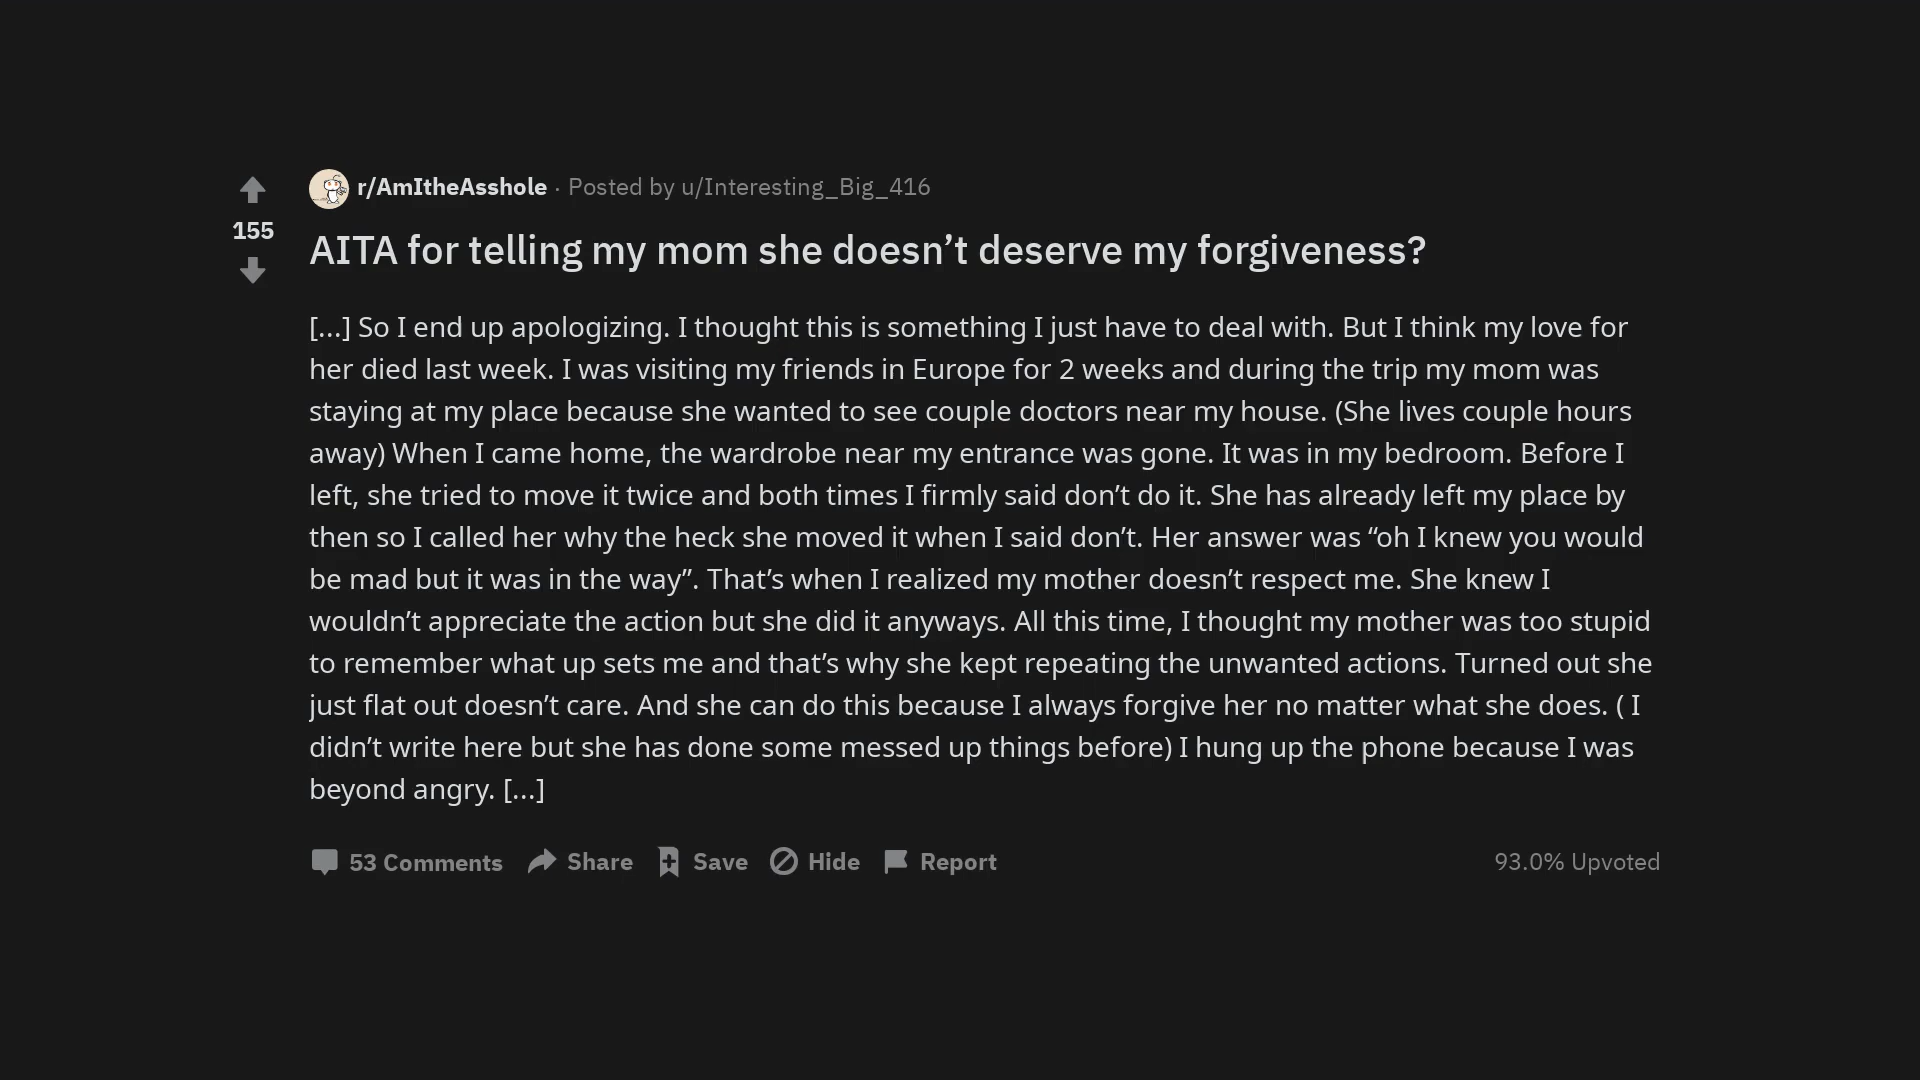 r/AmItheAsshole · Posted by u/Interesting_Big_416
155
AITA for telling my mom she doesn’t deserve my forgiveness?
[...] So I end up apologizing. I thought this is something I just have to deal with. But I think my love for
her died last week. I was visiting my friends in Europe for 2 weeks and during the trip my mom was
staying at my place because she wanted to see couple doctors near my house. (She lives couple hours
away) When I came home, the wardrobe near my entrance was gone. It was in my bedroom. Before I
left, she tried to move it twice and both times I firmly said don’t do it. She has already left my place by
then so I called her why the heck she moved it when I said don’t. Her answer was “oh I knew you would
be mad but it was in the way”. That’s when I realized my mother doesn’t respect me. She knew I
wouldn’t appreciate the action but she did it anyways. All this time, I thought my mother was too stupid
to remember what up sets me and that’s why she kept repeating the unwanted actions. Turned out she
just flat out doesn’t care. And she can do this because I always forgive her no matter what she does. ( I
didn’t write here but she has done some messed up things before) I hung up the phone because I was
beyond angry. [...]
53 Comments Share Save Hide Report 93.0% Upvoted